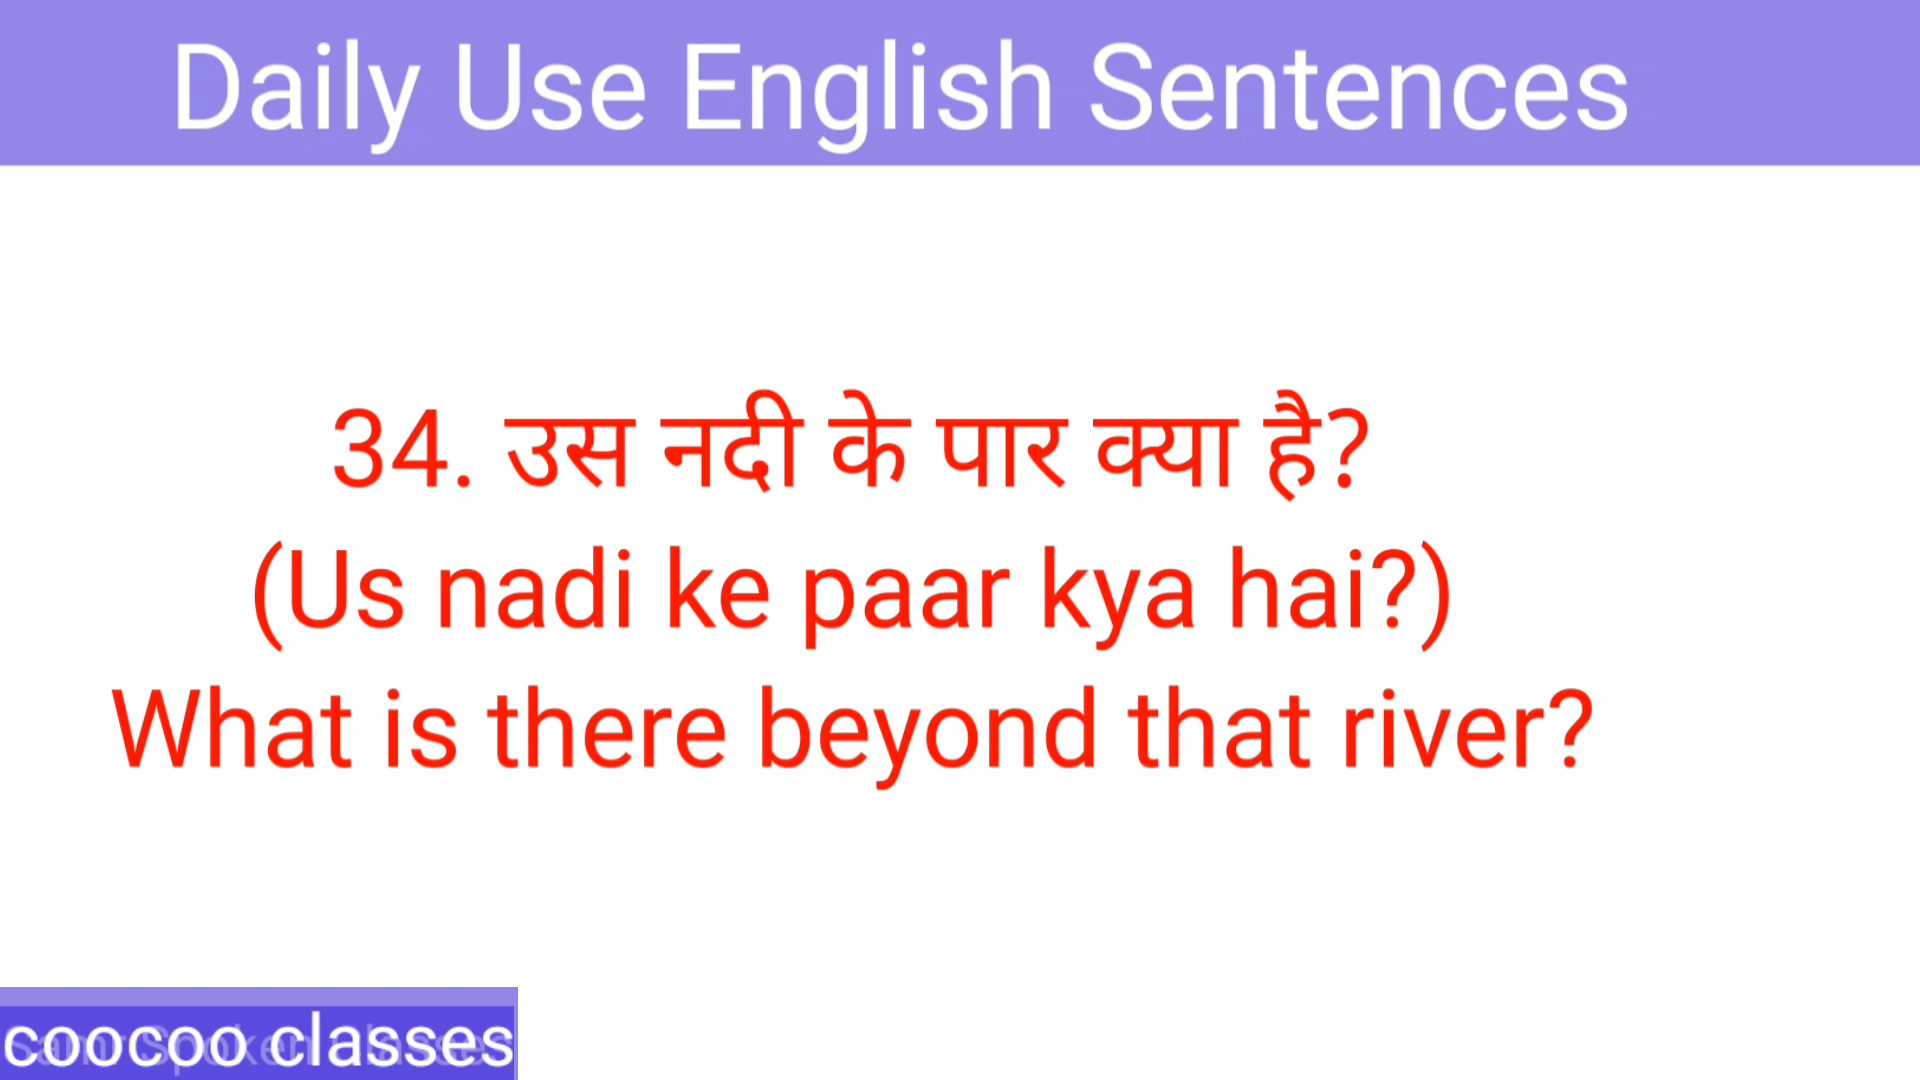 Daily Use English Sentences
34. उस नदी के पार क्या है?
(Us nadi ke paar kya hai?)
What is there beyond that river?
coocoo classes